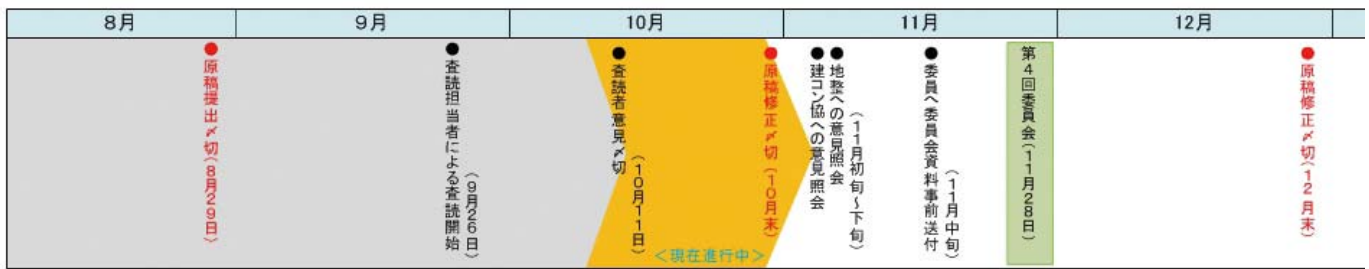 8月
9月
10月
11月
12月
●原稿提出〆切(8月29日)
●査読担当者による査読開始
(9月26日)
●査読者意見〆切
(10月11日)
<現在進行中>
●原稿修正〆切(10月末)
●建コン協への意見照会
●地整への意見照会
(11月初旬~下旬)
●委員へ委員会資料事前送付
(11月中旬)
第4回委員会(11月28日)
●原稿修正〆切(12月末)